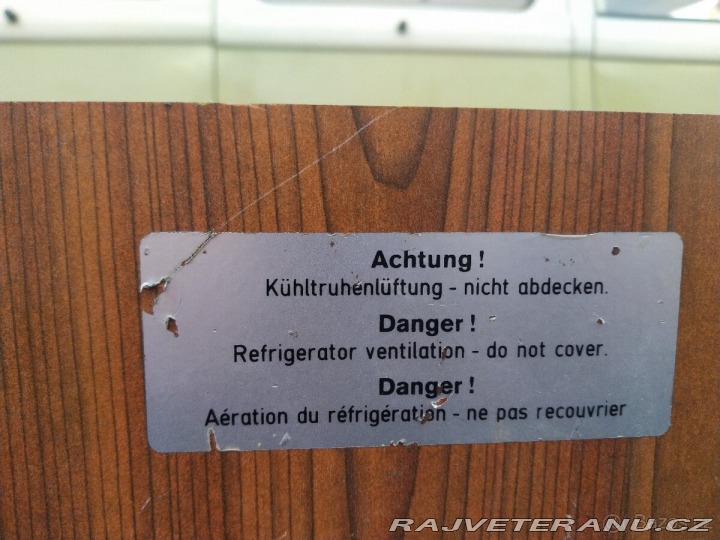 Achtung !
Kühltruhenlüftung - nicht abdecken.
Danger !
Refrigerator ventilation - do not cover.
Danger !
Aération du réfrigération - ne pas recouvrier
RAJVETERANU.CZ